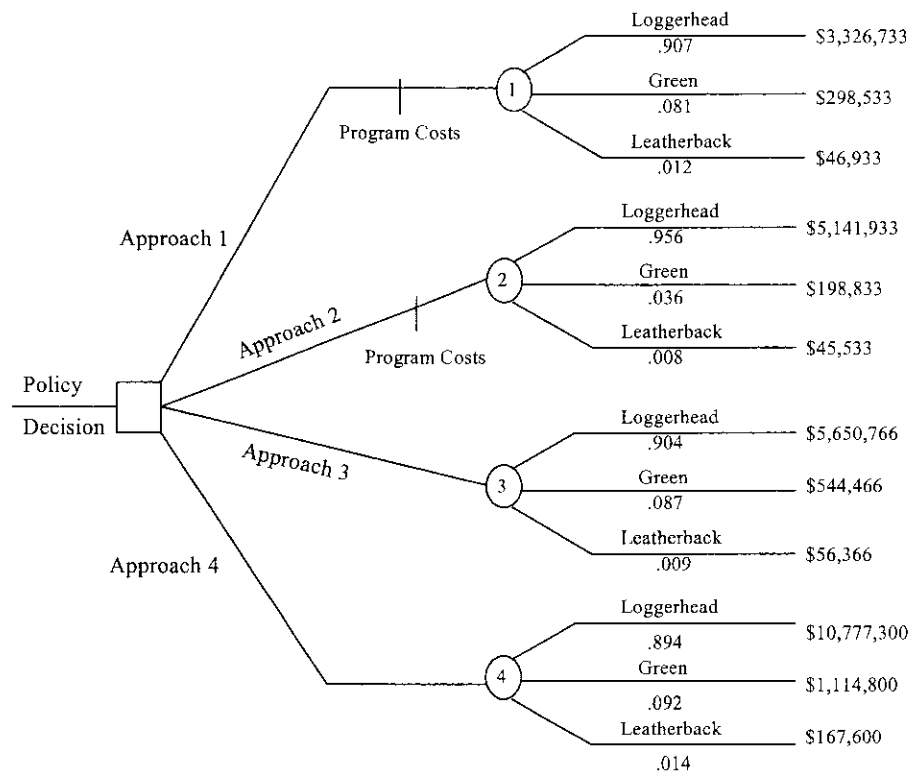 Loggerhead
.907
$3,326,733
Green
.081
$298,533
Leatherback
.012
$46,933
1
Program Costs
Approach 1
Loggerhead
.956
$5,141,933
Green
.036
$198,833
Leatherback
.008
$45,533
2
Approach 2
Program Costs
Policy
Decision
Loggerhead
.904
$5,650,766
Green
.087
$544,466
Leatherback
.009
$56,366
3
Approach 3
Approach 4
Loggerhead
.894
$10,777,300
Green
.092
$1,114,800
Leatherback
.014
$167,600
4